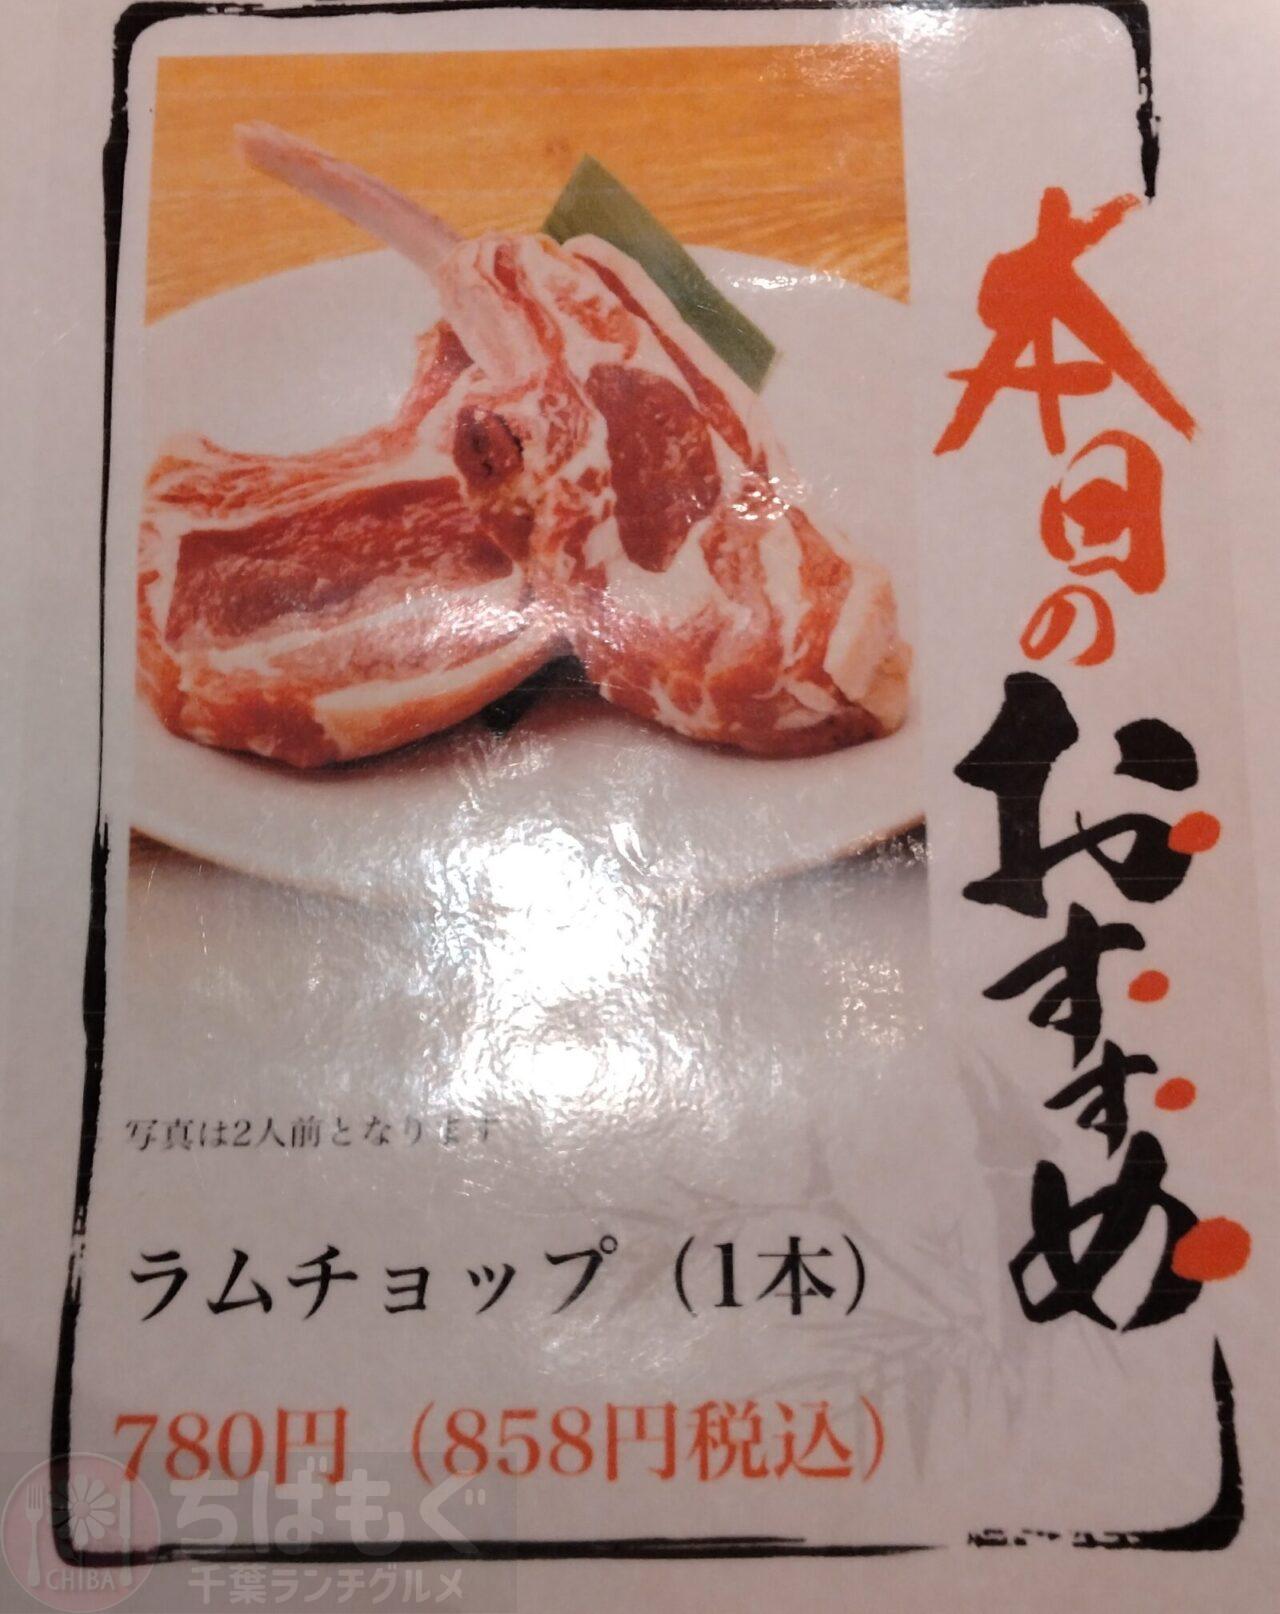 本日の
おすすめ
写真は2人前となります
ラムチョップ（1本）
780円（858円税込）
ちばもぐ
CHIBA
千葉ランチグルメ